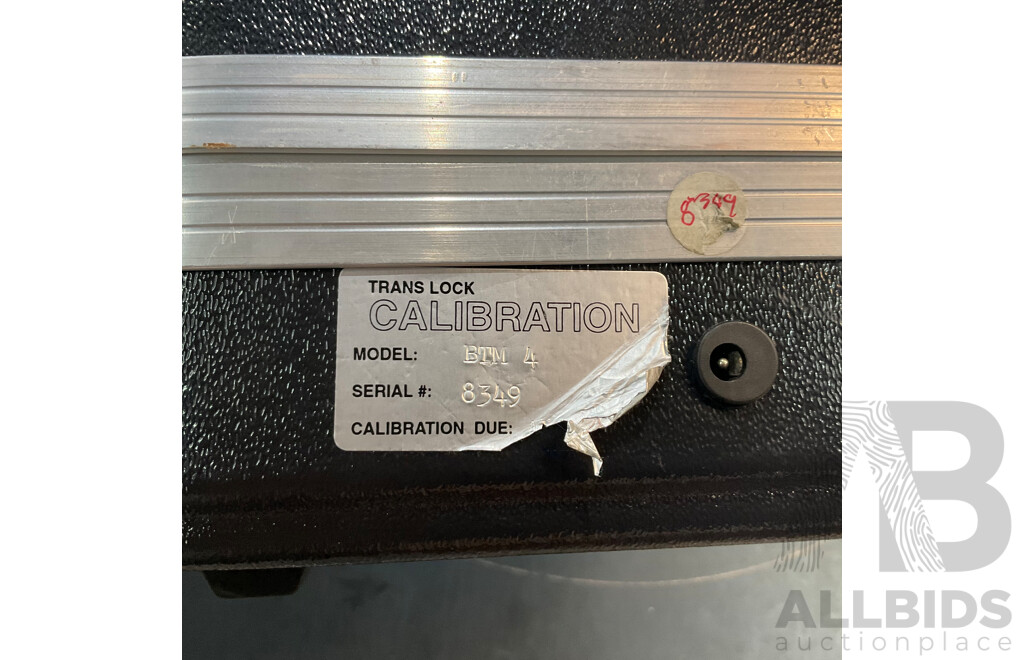 8349
TRANS LOCK
CALIBRATION
MODEL: BTM 4
SERIAL #: 8349
CALIBRATION DUE:
B
ALLBIDS
auctionplace